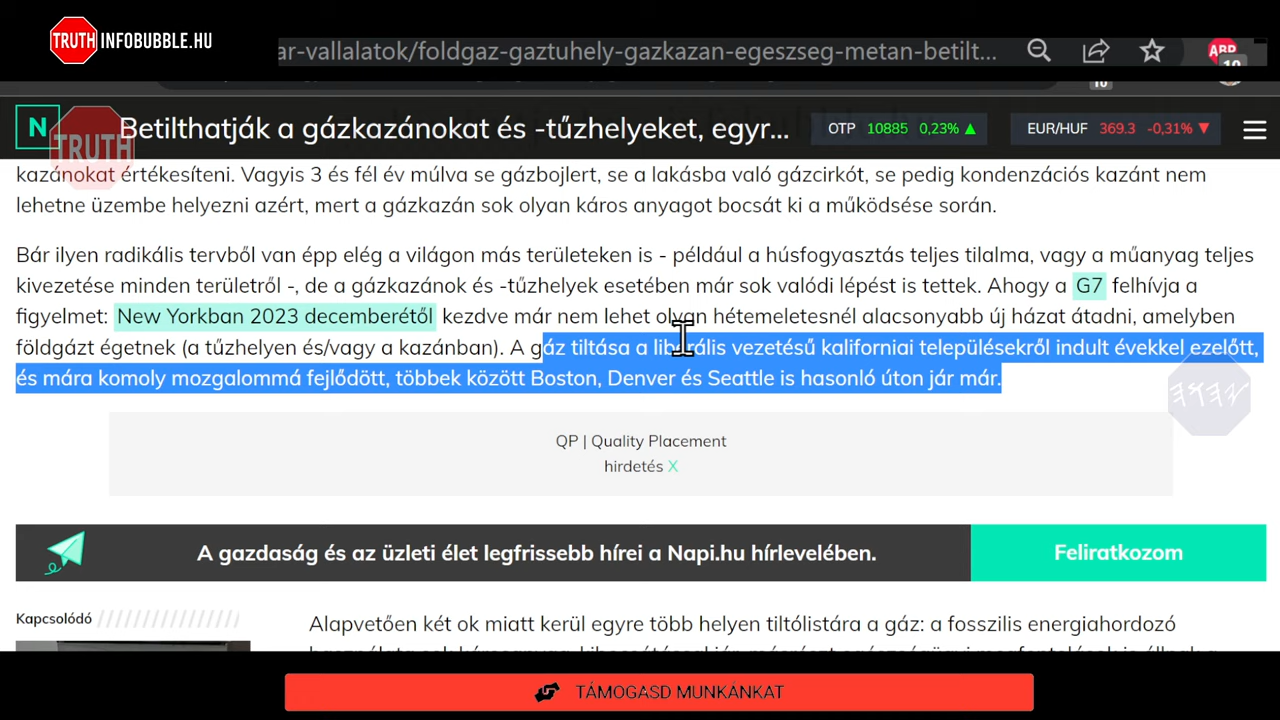 TRUTH INFOBUBBLE.HU
ar-vallalatok/foldgaz-gaztuhely-gazkazan-egeszseg-metan-betilt...
ABP
10
10
N
TRUTH
Betilthatják a gázkazánokat és -tűzhelyeket, egyr...
OTP 10885 0,23% ▲
EUR/HUF 369.3 -0,31% ▼
kazánokat értékesíteni. Vagyis 3 és fél év múlva se gázbojlert, se a lakásba való gázcirkót, se pedig kondenzációs kazánt nem
lehetne üzembe helyezni azért, mert a gázkazán sok olyan káros anyagot bocsát ki a működsése során.
Bár ilyen radikális tervből van épp elég a világon más területeken is - például a húsfogyasztás teljes tilalma, vagy a műanyag teljes
kivezetése minden területről -, de a gázkazánok és -tűzhelyek esetében már sok valódi lépést is tettek. Ahogy a G7 felhívja a
figyelmet: New Yorkban 2023 decemberétől kezdve már nem lehet olyan hétemeletesnél alacsonyabb új házat átadni, amelyben
földgázt égetnek (a tűzhelyen és/vagy a kazánban). A gáz tiltása a liberális vezetésű kaliforniai településekről indult évekkel ezelőtt,
és mára komoly mozgalommá fejlődött, többek között Boston, Denver és Seattle is hasonló úton jár már.
QP | Quality Placement
hirdetés X
A gazdaság és az üzleti élet legfrissebb hírei a Napi.hu hírlevelében.
Feliratkozom
Kapcsolódó
Alapvetően két ok miatt kerül egyre több helyen tiltólistára a gáz: a fosszilis energiahordozó
TÁMOGASD MUNKÁNKAT